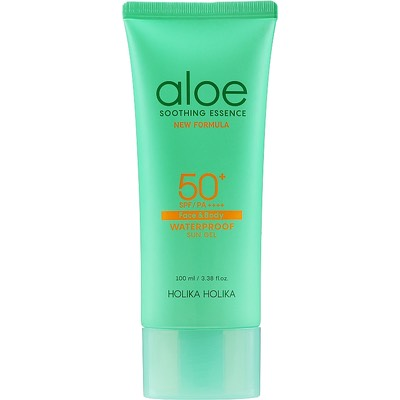 aloe
SOOTHING ESSENCE
NEW FORMULA
50+
SPF/PA ++++
Face & Body
WATERPROOF
SUN GEL
100 ml / 3.38 fl.oz.
HOLIKA HOLIKA